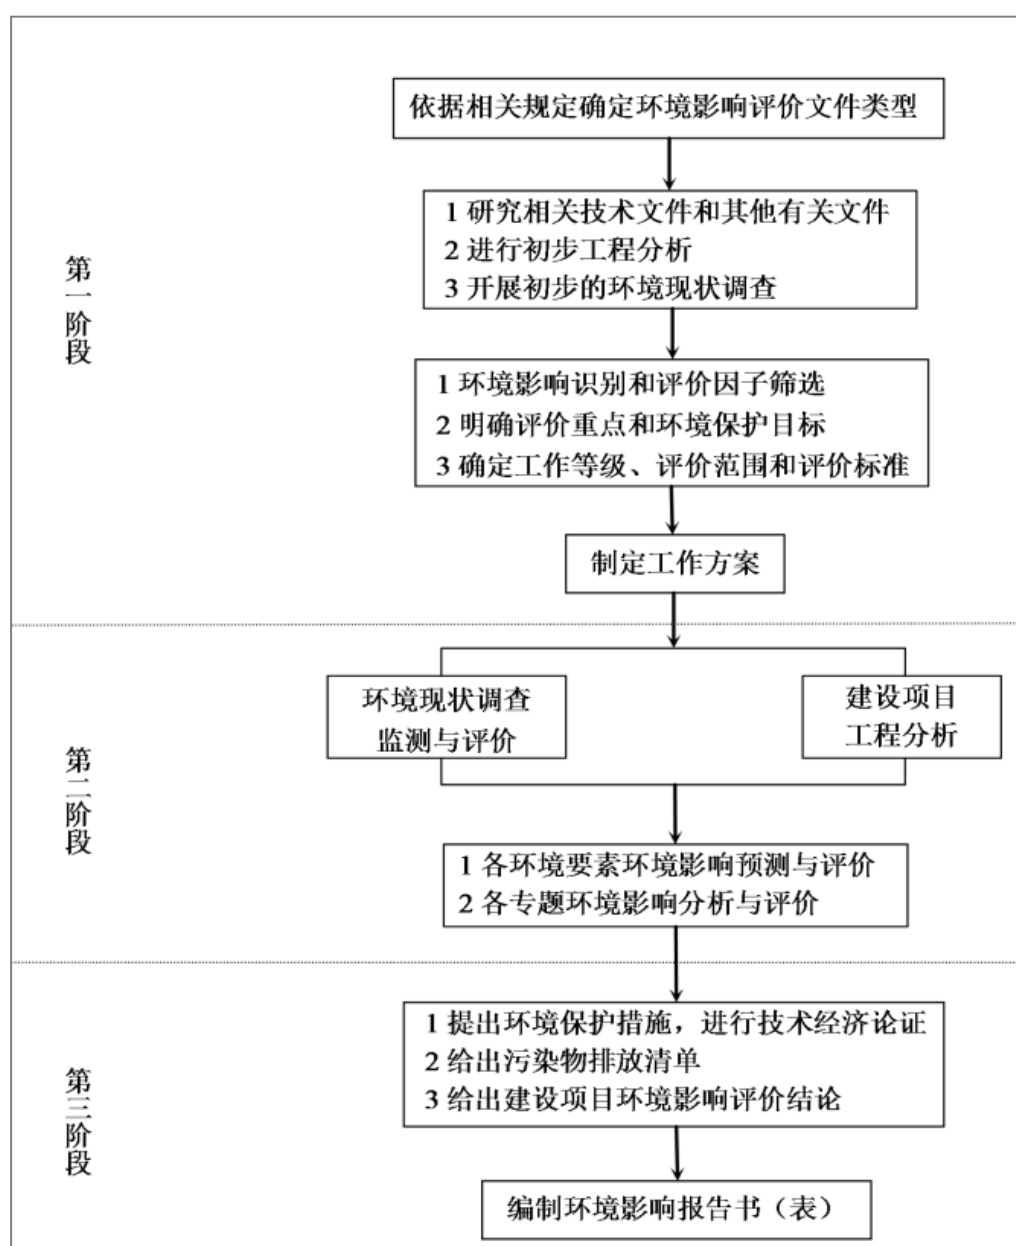 依据相关规定确定环境影响评价文件类型
1 研究相关技术文件和其他有关文件
2 进行初步工程分析
3 开展初步的环境现状调查
第一阶段
1 环境影响识别和评价因子筛选
2 明确评价重点和环境保护目标
3 确定工作等级、评价范围和评价标准
制定工作方案
环境现状调查
监测与评价
建设项目
工程分析
第二阶段
1 各环境要素环境影响预测与评价
2 各专题环境影响分析与评价
1 提出环境保护措施，进行技术经济论证
2 给出污染物排放清单
3 给出建设项目环境影响评价结论
第三阶段
编制环境影响报告书（表）